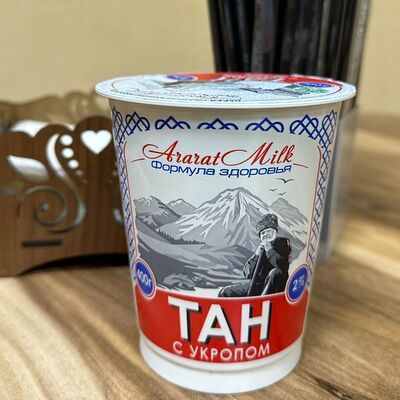 Ararat Milk
Формула здоровья
400г
2%
ТАН
С УКРОПОМ